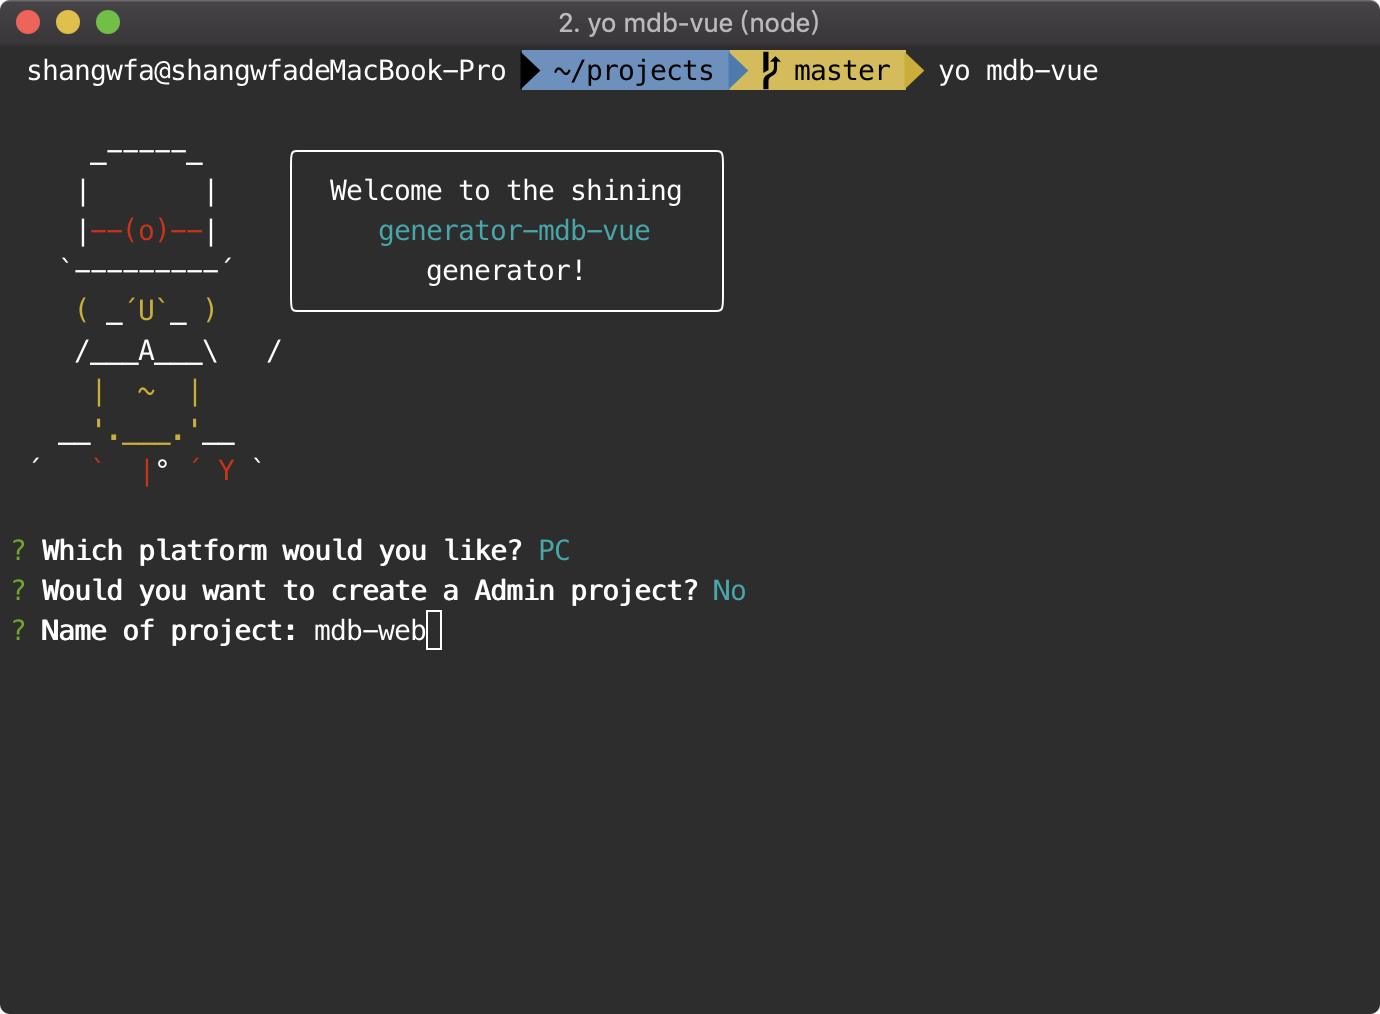 2. yo mdb-vue (node)
shangwfa@shangwfadeMacBook-Pro ~/projects master yo mdb-vue
_-----_
|       |
|--(o)--|
`---------´
( _´U`_ )
/___A___\   /
|  ~  |
__'.___.'__
´   `  |° ´ Y `
Welcome to the shining
generator-mdb-vue
generator!
? Which platform would you like? PC
? Would you want to create a Admin project? No
? Name of project: mdb-web